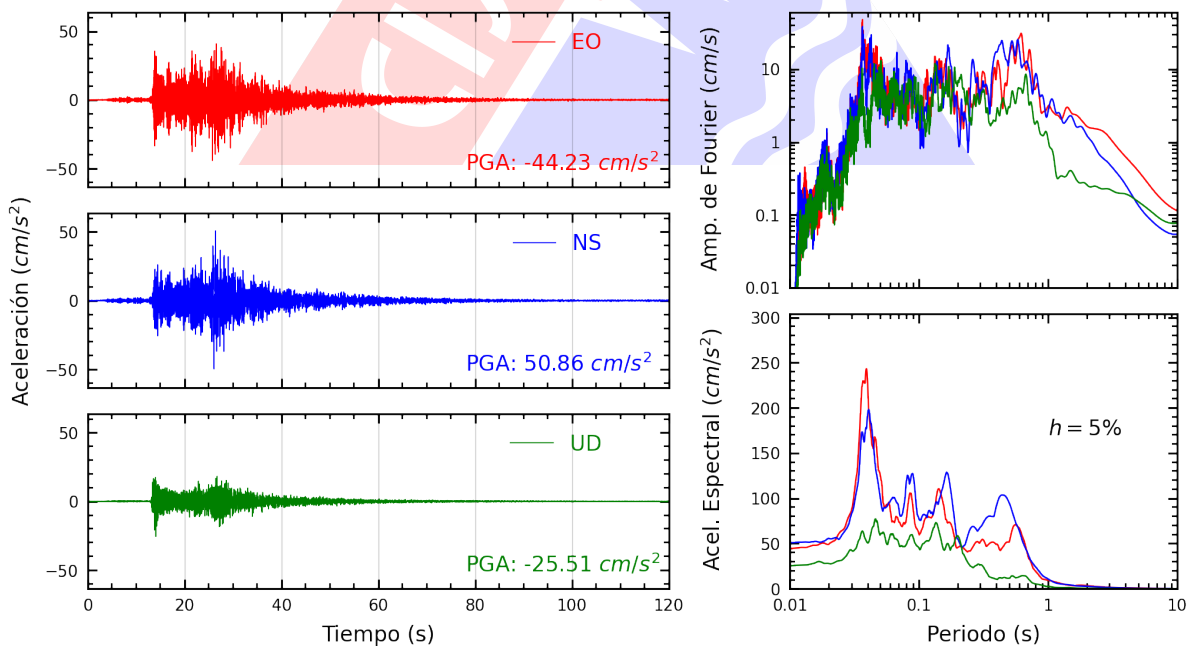 Aceleración (cm/s²)
50
0
−50
EO
PGA: -44.23 cm/s²
50
0
−50
NS
PGA: 50.86 cm/s²
50
0
−50
UD
PGA: -25.51 cm/s²
0 20 40 60 80 100 120
Tiempo (s)
Amp. de Fourier (cm/s)
10
1
0.1
0.01
Acel. Espectral (cm/s²)
300
250
200
150
100
50
0
h = 5%
0.01 0.1 1 10
Periodo (s)